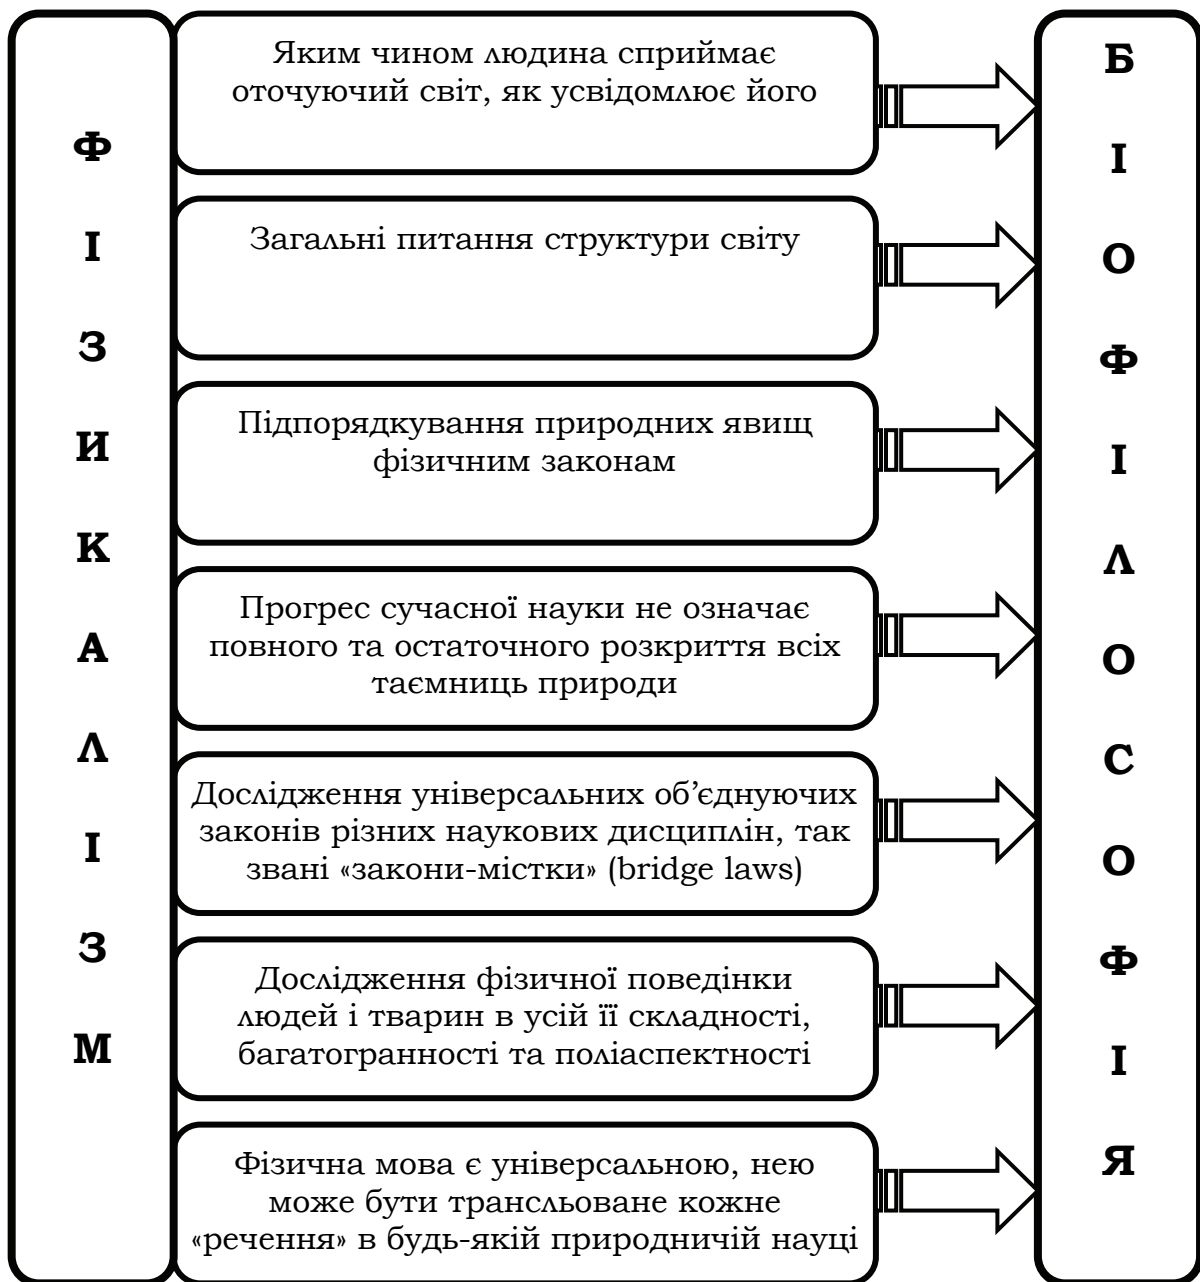 Ф
І
З
И
К
А
Л
І
З
М
Яким чином людина сприймає
оточуючий світ, як усвідомлює його
Загальні питання структури світу
Підпорядкування природних явищ
фізичним законам
Прогрес сучасної науки не означає
повного та остаточного розкриття всіх
таємниць природи
Дослідження універсальних об’єднуючих
законів різних наукових дисциплін, так
звані «закони-містки» (bridge laws)
Дослідження фізичної поведінки
людей і тварин в усій її складності,
багатогранності та поліаспектності
Фізична мова є універсальною, нею
може бути трансльоване кожне
«речення» в будь-якій природничій науці
Б
І
О
Ф
І
Л
О
С
О
Ф
І
Я